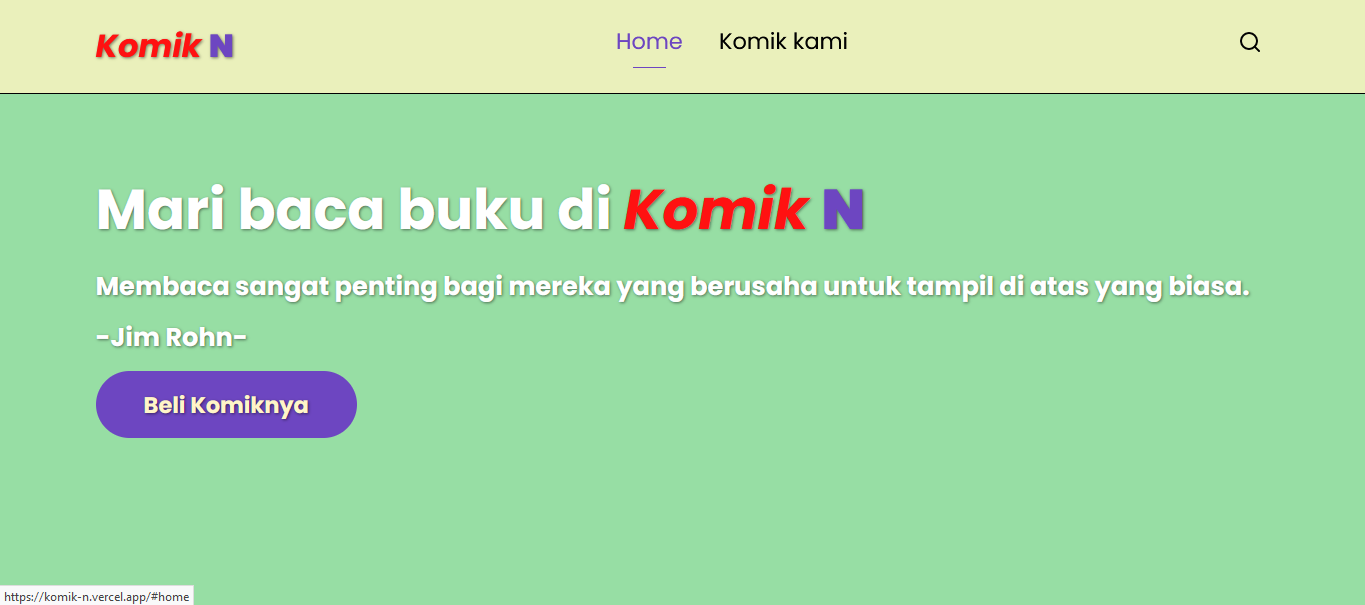 Komik N
Home
Komik kami
Mari baca buku di Komik N
Membaca sangat penting bagi mereka yang berusaha untuk tampil di atas yang biasa.
-Jim Rohn-
Beli Komiknya
https://komik-n.vercel.app/#home